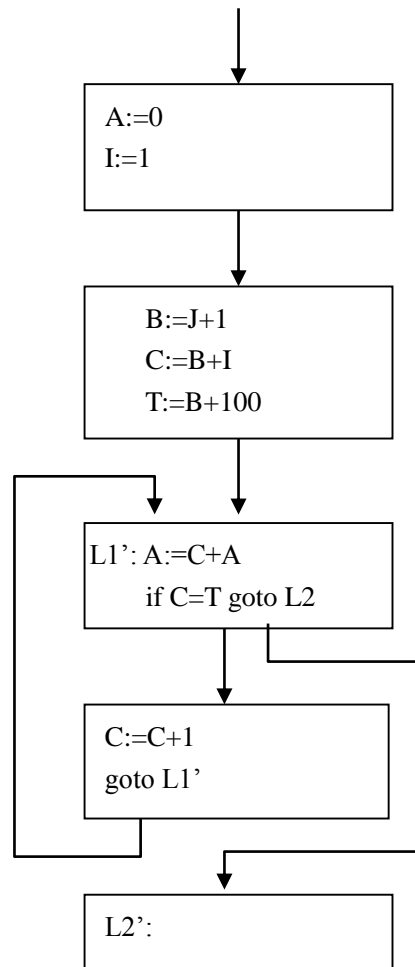 A:=0
I:=1
B:=J+1
C:=B+I
T:=B+100
L1’: A:=C+A
if C=T goto L2
C:=C+1
goto L1’
L2’: